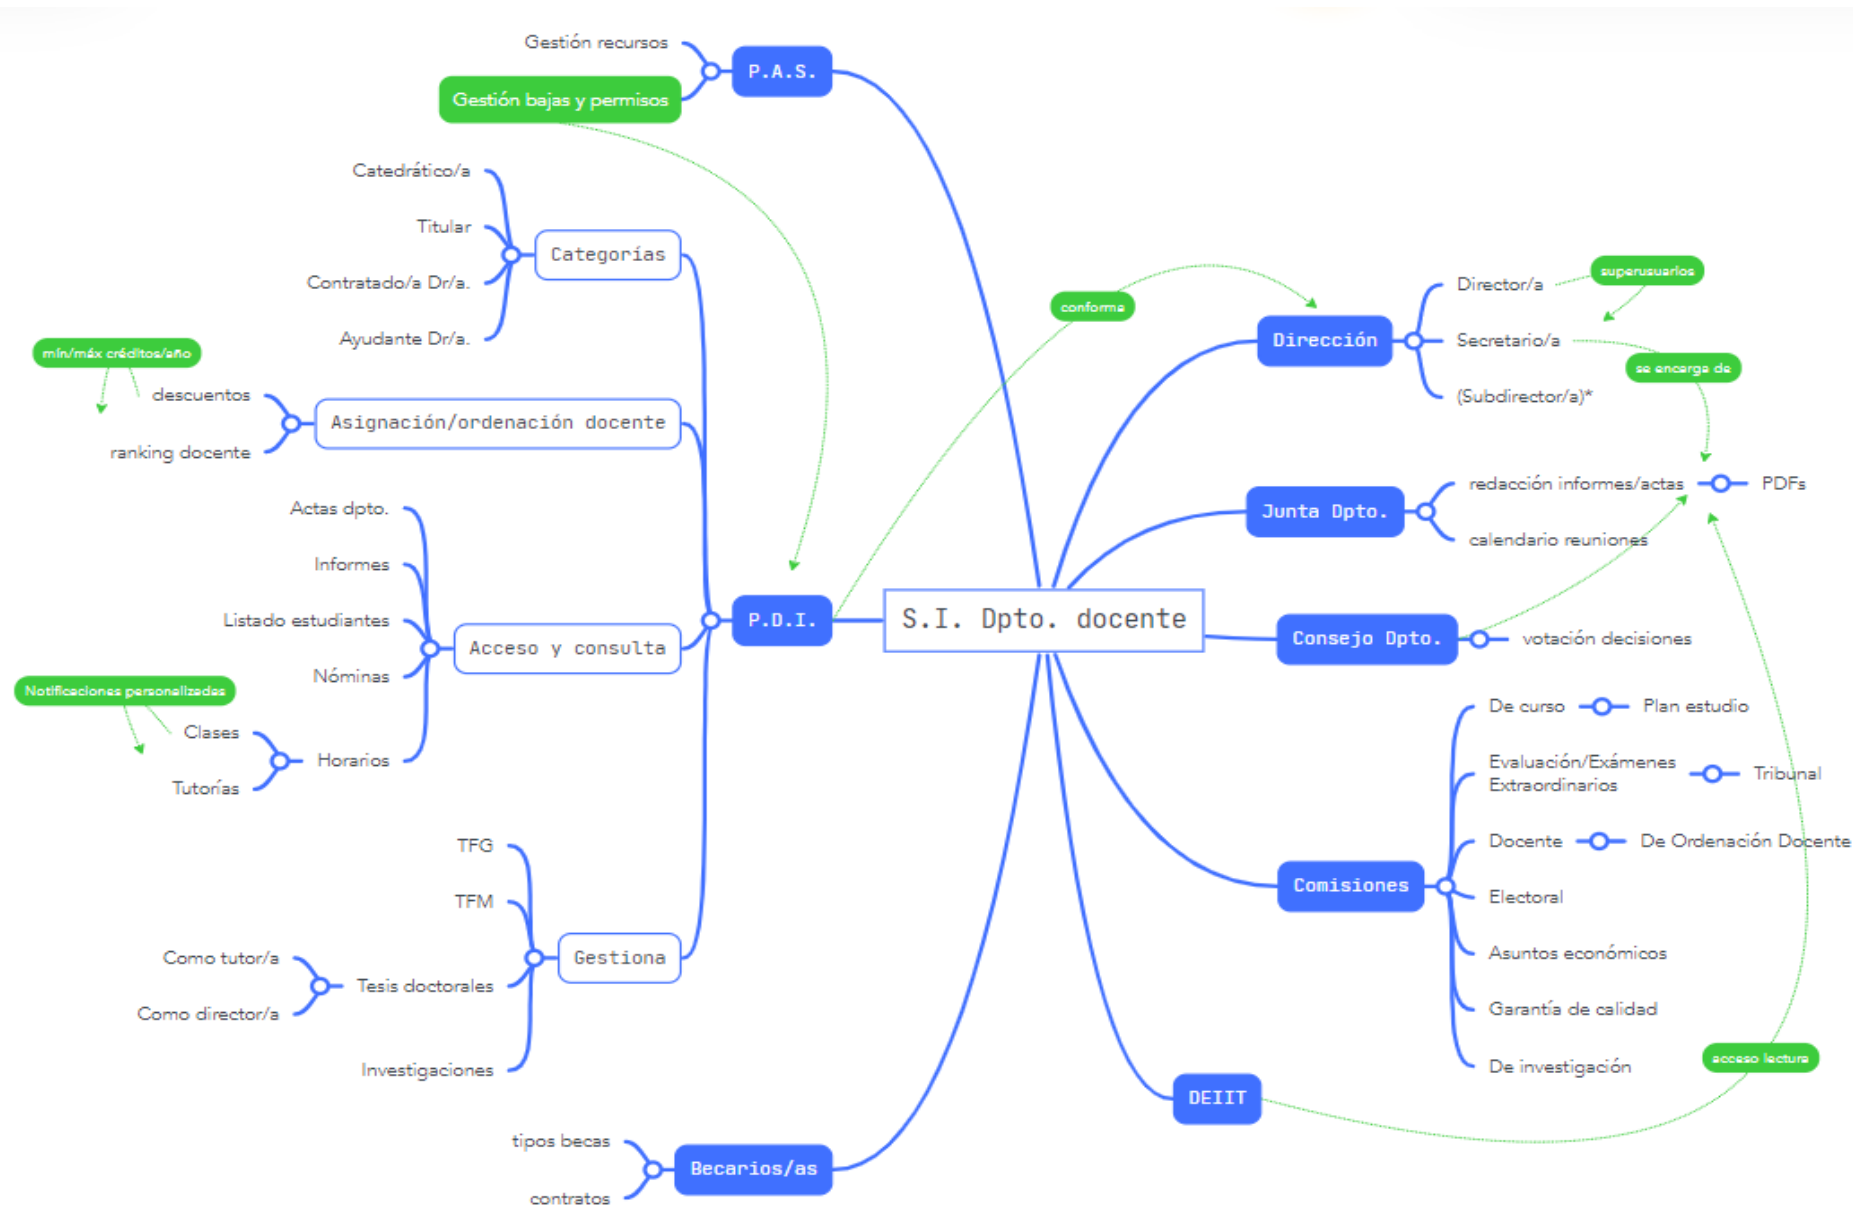 Gestión recursos
P.A.S.
Gestión bajas y permisos
Catedrático/a
Titular
Categorías
Contratado/a Dr/a.
Ayudante Dr/a.
mín/máx créditos/año
descuentos
Asignación/ordenación docente
ranking docente
Actas dpto.
Informes
Listado estudiantes
Acceso y consulta
Nóminas
Notificaciones personalizadas
Clases
Horarios
Tutorías
TFG
TFM
Gestiona
Como tutor/a
Tesis doctorales
Como director/a
Investigaciones
tipos becas
Becarios/as
contratos
P.D.I.
S.I. Dpto. docente
conforma
Dirección
Director/a
superusuarios
Secretario/a
se encarga de
(Subdirector/a)*
Junta Dpto.
redacción informes/actas
PDFs
calendario reuniones
Consejo Dpto.
votación decisiones
Comisiones
De curso
Plan estudio
Evaluación/Exámenes
Extraordinarios
Tribunal
Docente
De Ordenación Docente
Electoral
Asuntos económicos
Garantía de calidad
De investigación
acceso lectura
DEIIT